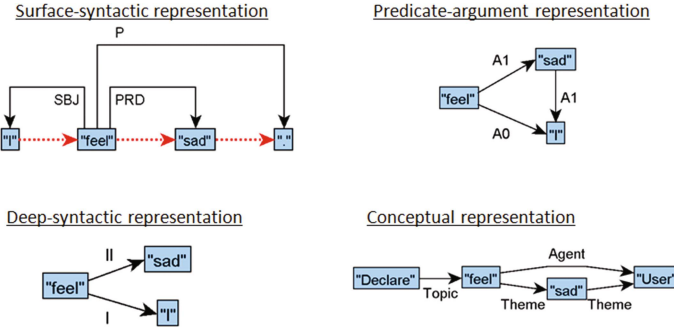 Surface-syntactic representation
P
SBJ PRD
"I" "feel" "sad" "."
Predicate-argument representation
"sad"
A1
"feel" A1
A0 "I"
Deep-syntactic representation
II "sad"
"feel"
I "I"
Conceptual representation
Agent
"Declare" "feel" "User"
Topic "sad"
Theme Theme